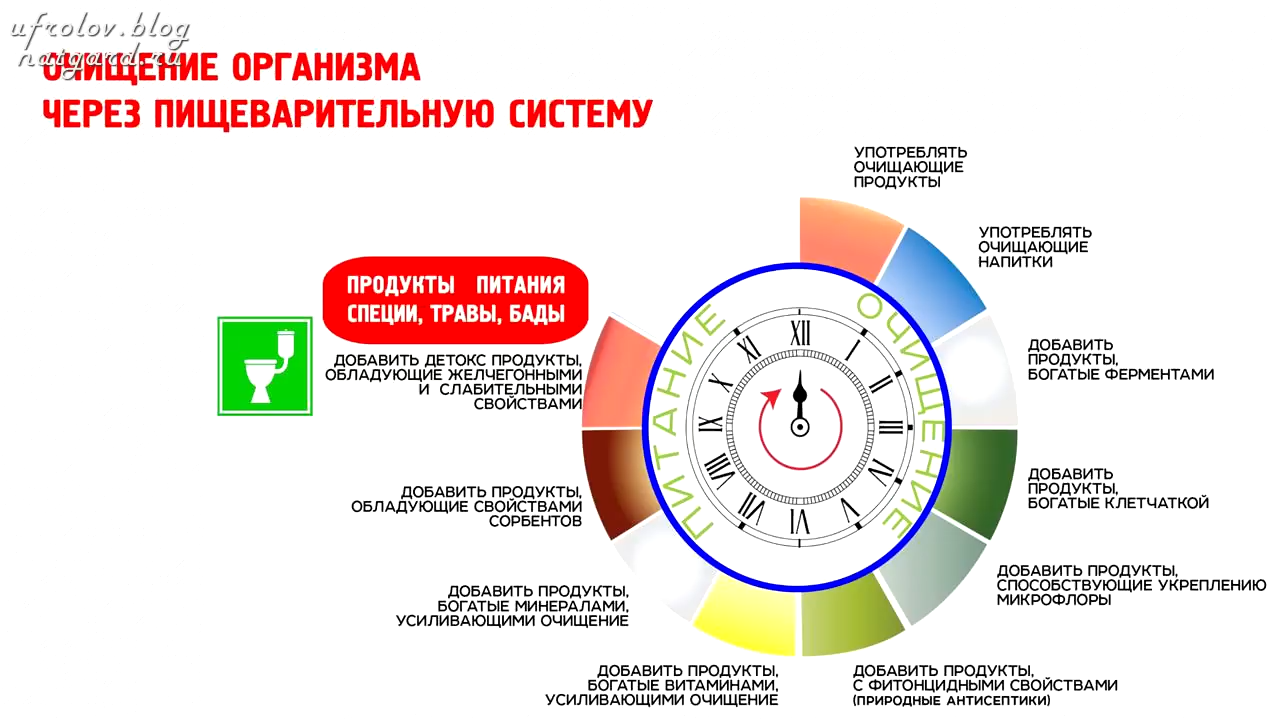 ufrolov.blog
natgard.ru
ОЧИЩЕНИЕ ОРГАНИЗМА
ЧЕРЕЗ ПИЩЕВАРИТЕЛЬНУЮ СИСТЕМУ
УПОТРЕБЛЯТЬ
ОЧИЩАЮЩИЕ
ПРОДУКТЫ
УПОТРЕБЛЯТЬ
ОЧИЩАЮЩИЕ
НАПИТКИ
ДОБАВИТЬ
ПРОДУКТЫ,
БОГАТЫЕ ФЕРМЕНТАМИ
ДОБАВИТЬ
ПРОДУКТЫ,
БОГАТЫЕ КЛЕТЧАТКОЙ
ДОБАВИТЬ ПРОДУКТЫ,
СПОСОБСТВУЮЩИЕ УКРЕПЛЕНИЮ
МИКРОФЛОРЫ
ДОБАВИТЬ ПРОДУКТЫ,
С ФИТОНЦИДНЫМИ СВОЙСТВАМИ
(ПРИРОДНЫЕ АНТИСЕПТИКИ)
ДОБАВИТЬ ПРОДУКТЫ,
БОГАТЫЕ ВИТАМИНАМИ,
УСИЛИВАЮЩИМИ ОЧИЩЕНИЕ
ДОБАВИТЬ ПРОДУКТЫ,
БОГАТЫЕ МИНЕРАЛАМИ,
УСИЛИВАЮЩИМИ ОЧИЩЕНИЕ
ДОБАВИТЬ ПРОДУКТЫ,
ОБЛАДУЮЩИЕ СВОЙСТВАМИ
СОРБЕНТОВ
ПРОДУКТЫ ПИТАНИЯ
СПЕЦИИ, ТРАВЫ, БАДЫ
ДОБАВИТЬ ДЕТОКС ПРОДУКТЫ,
ОБЛАДУЮЩИЕ ЖЕЛЧЕГОННЫМИ
И СЛАБИТЕЛЬНЫМИ
СВОЙСТВАМИ
ПИТАНИЕ
ОЧИЩЕНИЕ
XII
I
II
III
IV
V
VI
VII
VIII
IX
X
XI